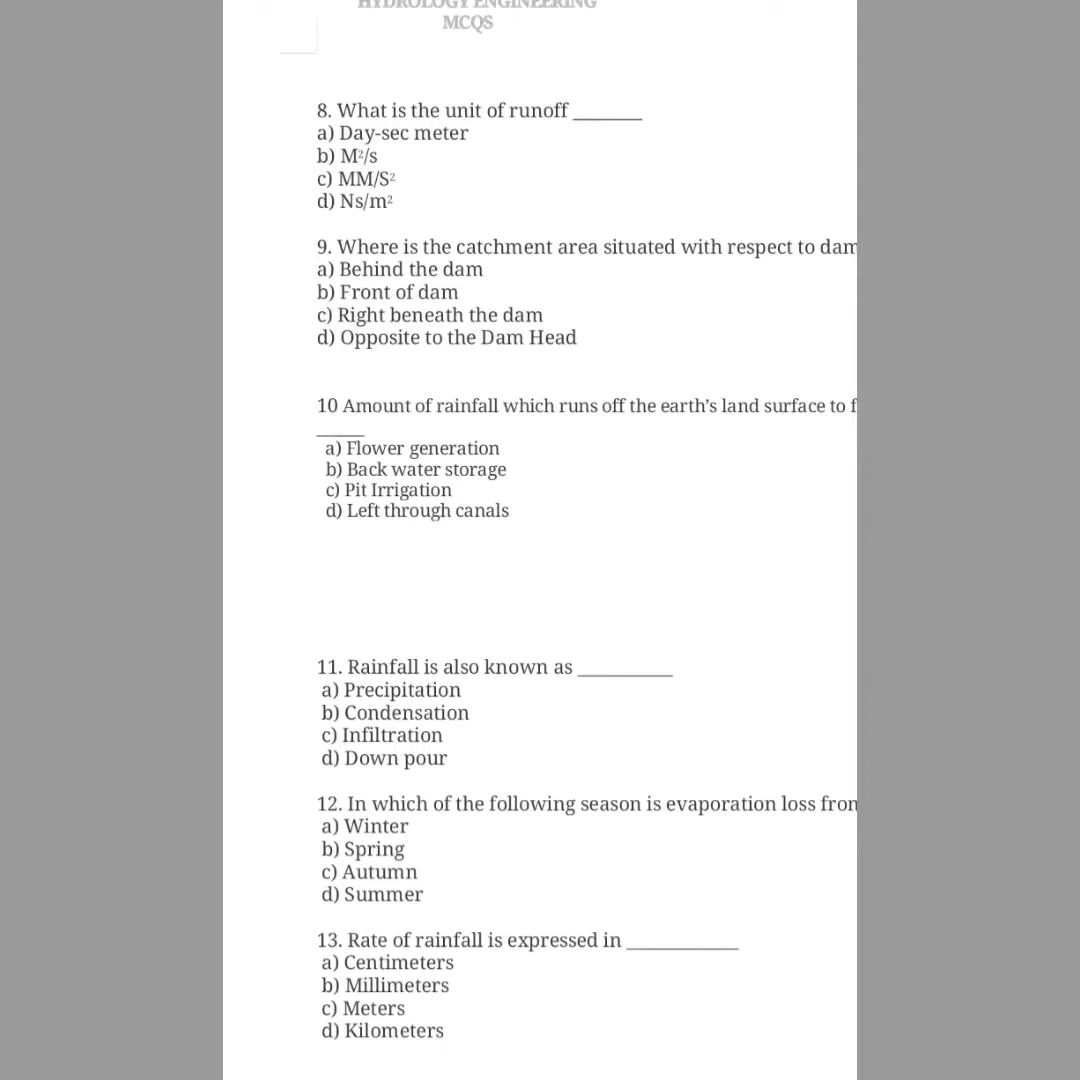 HYDROLOGY ENGINEERING
MCQS
8. What is the unit of runoff ________
a) Day-sec meter
b) M²/s
c) MM/S²
d) Ns/m²
9. Where is the catchment area situated with respect to dam
a) Behind the dam
b) Front of dam
c) Right beneath the dam
d) Opposite to the Dam Head
10 Amount of rainfall which runs off the earth’s land surface to f
_____
a) Flower generation
b) Back water storage
c) Pit Irrigation
d) Left through canals
11. Rainfall is also known as __________
a) Precipitation
b) Condensation
c) Infiltration
d) Down pour
12. In which of the following season is evaporation loss from
a) Winter
b) Spring
c) Autumn
d) Summer
13. Rate of rainfall is expressed in ____________
a) Centimeters
b) Millimeters
c) Meters
d) Kilometers